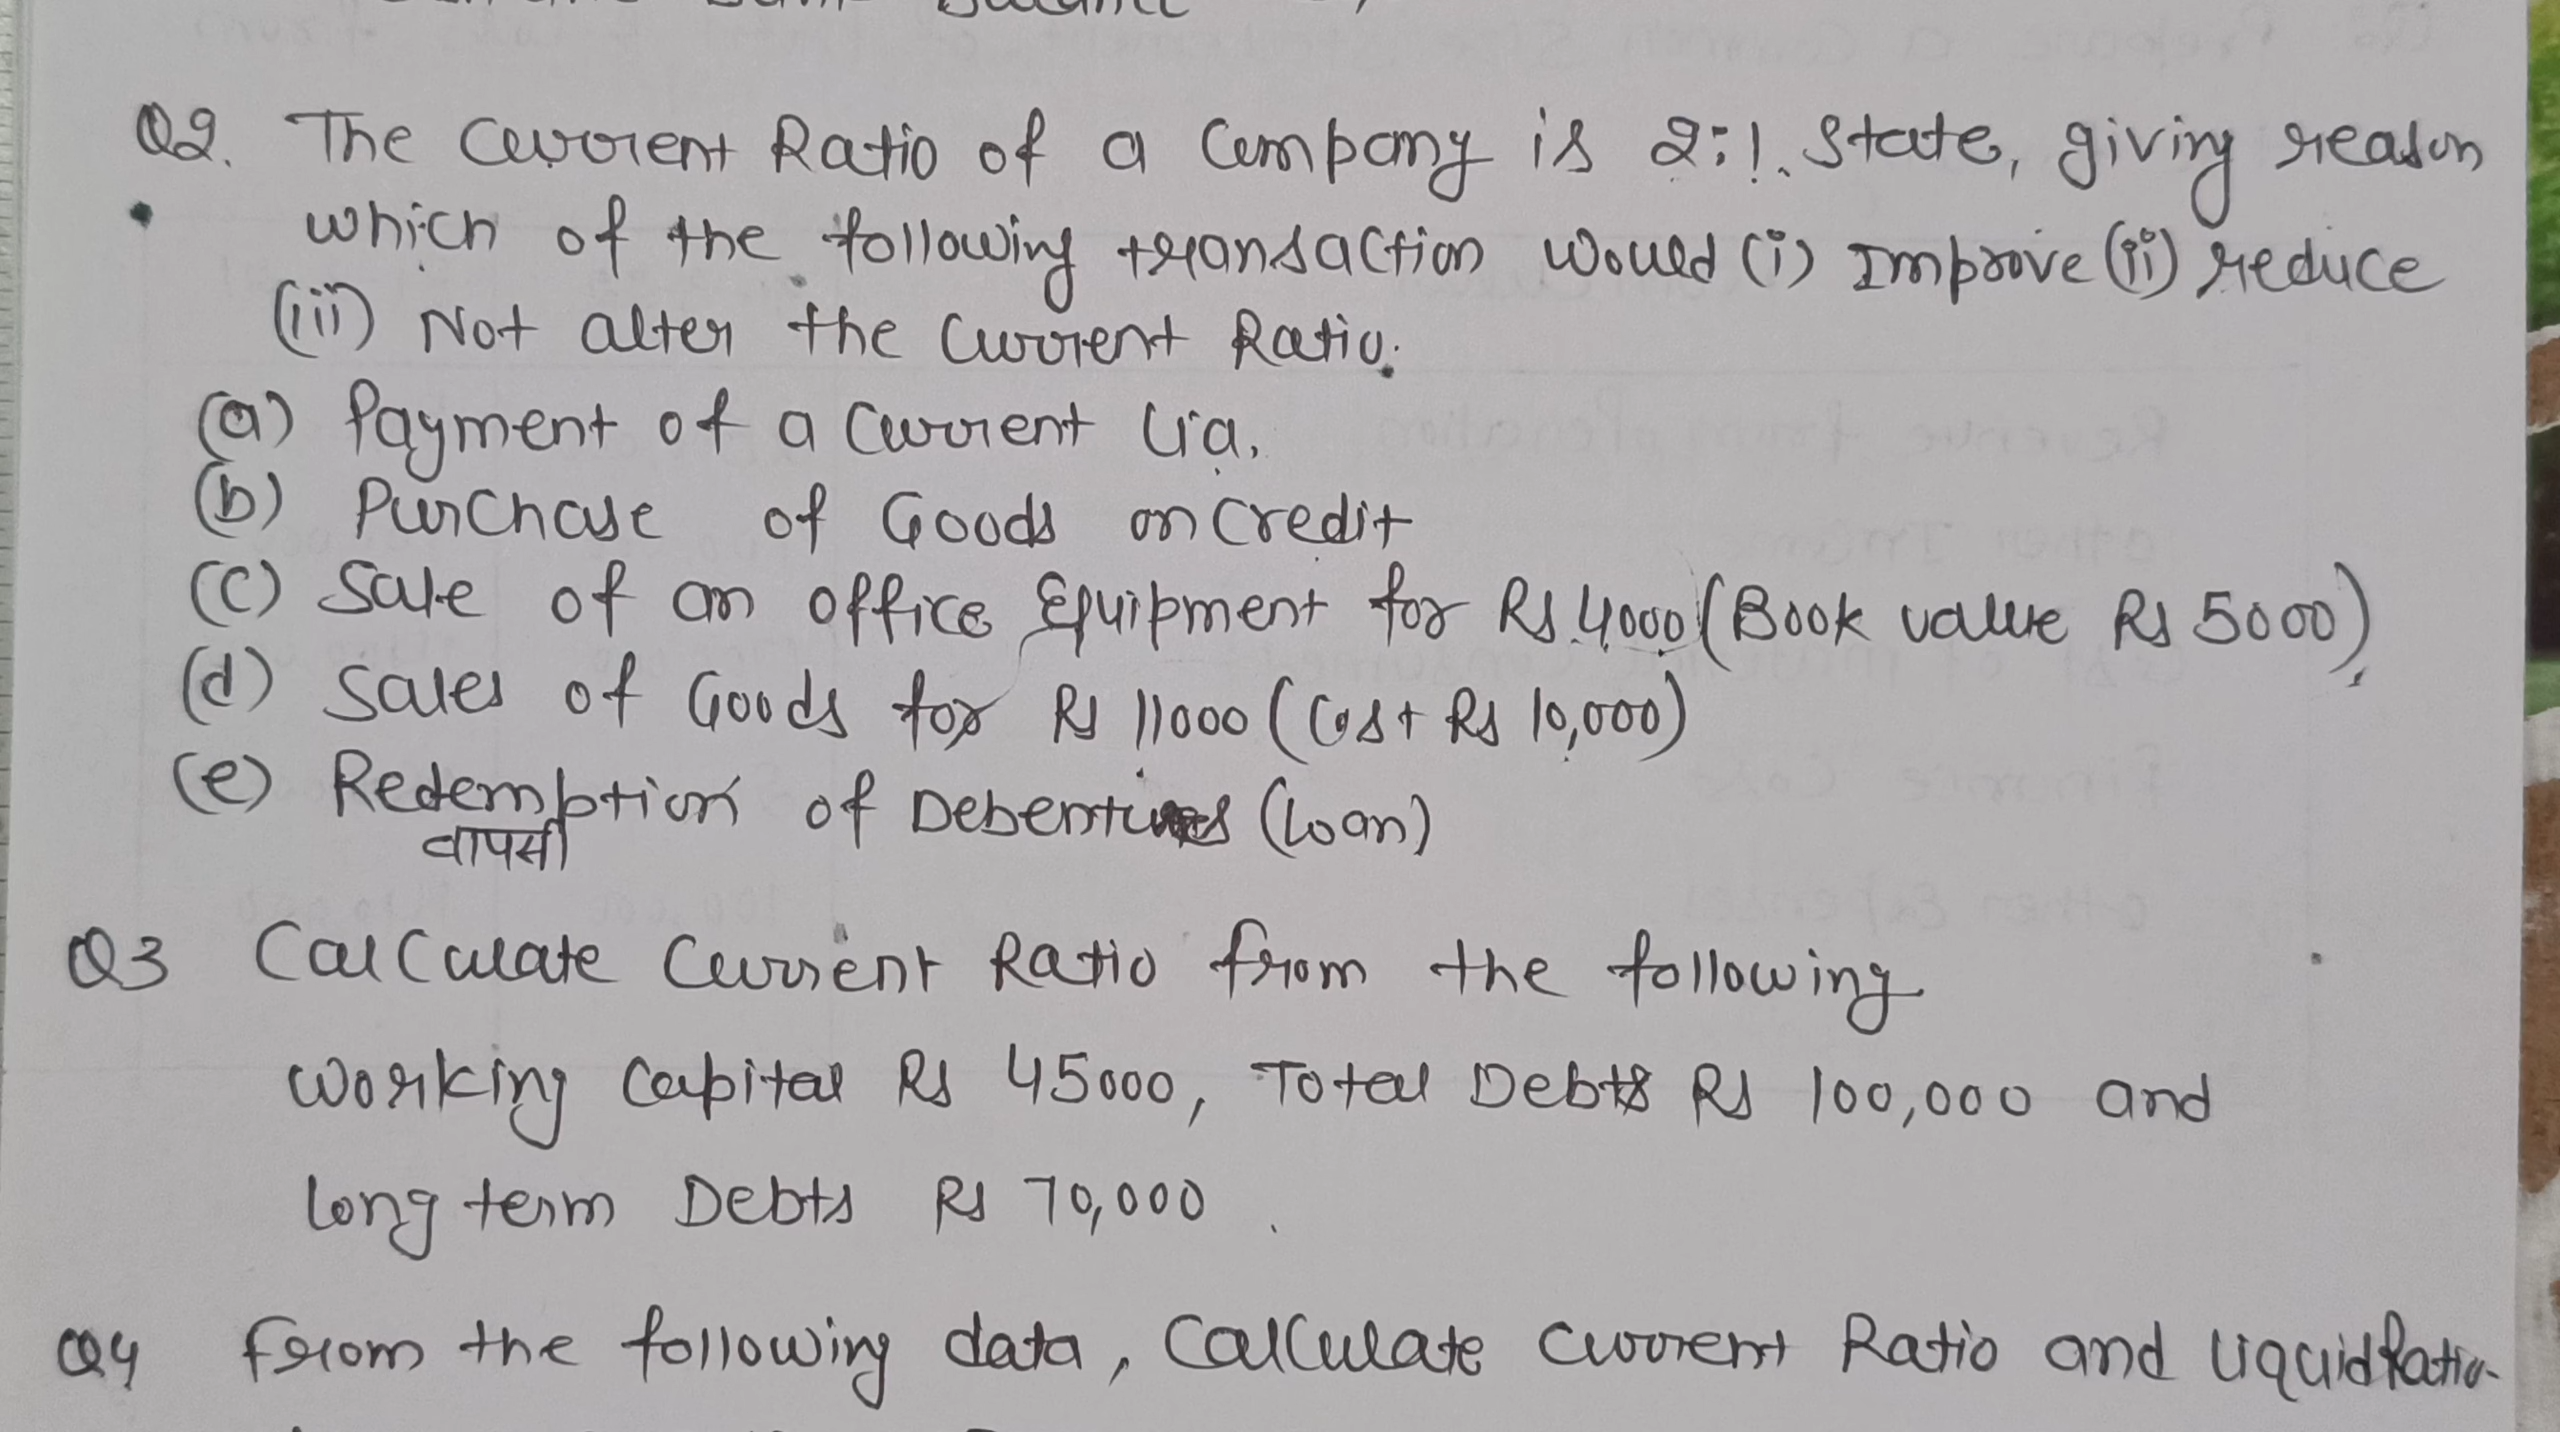 Q2. The Current Ratio of a Company is 2:1. State, giving reason
which of the following transaction would (i) Improve (ii) reduce
(iii) Not alter the Current Ratio.
(a) Payment of a Current Lia.
(b) Purchase of Goods on Credit
(c) Sale of an office Equipment for Rs. 4000 (Book value Rs 5000)
(d) Sales of Goods for Rs 11000 (Cost Rs 10,000)
(e) Redemption of Debentures (Loan)
वापसी
Q3 Calculate Current Ratio from the following
Working Capital Rs 45000, Total Debts Rs 100,000 and
long term Debts Rs 70,000.
Q4 From the following data, Calculate Current Ratio and Liquid Ratio